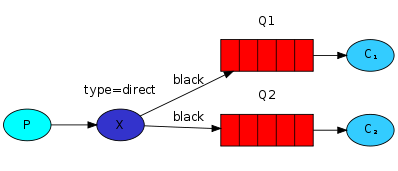 Q1
C₁
type=direct
black
Q2
P
X
black
C₂